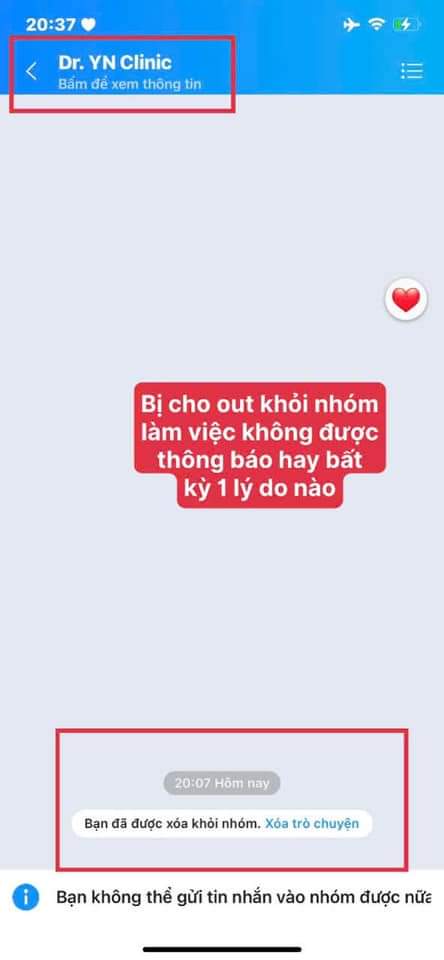 20:37
Dr. YN Clinic
Bấm để xem thông tin
Bị cho out khỏi nhóm
làm việc không được
thông báo hay bất
kỳ 1 lý do nào
20:07 Hôm nay
Bạn đã được xóa khỏi nhóm. Xóa trò chuyện
Bạn không thể gửi tin nhắn vào nhóm được nữa